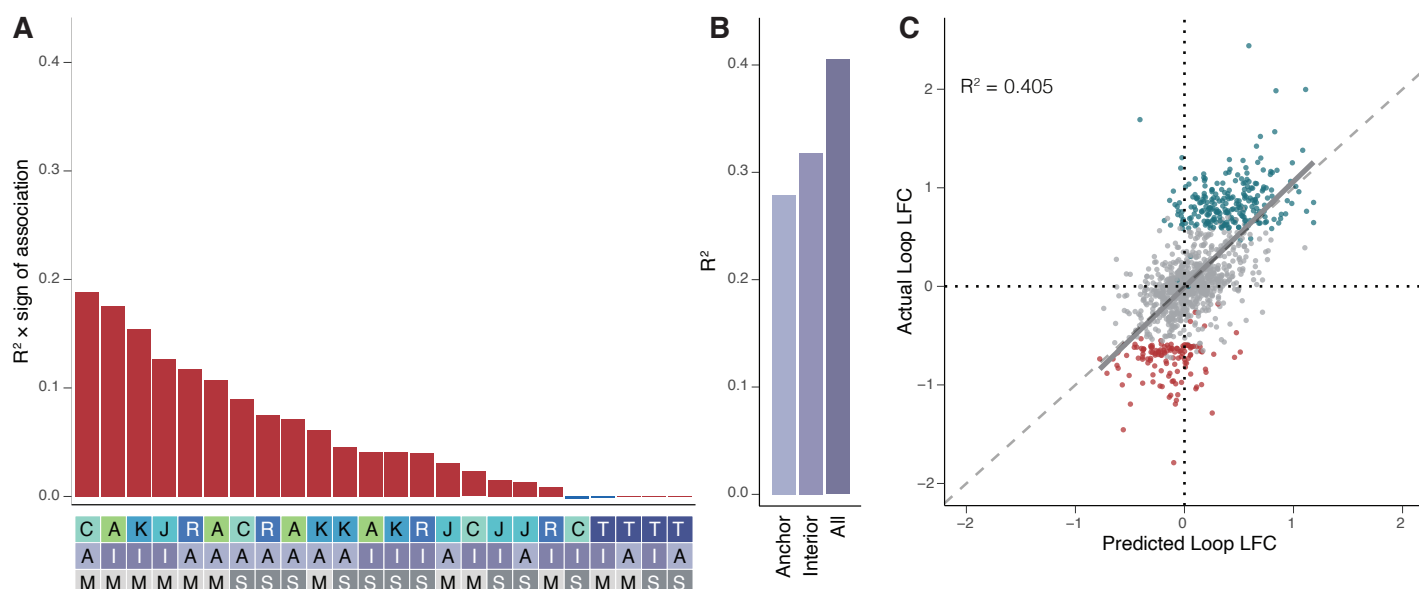 A
R² × sign of association
0.4
0.3
0.2
0.1
0.0
C A K J R A C R A K K A K R J C J J R C T T T T
A I I I A A A A A A A I I I A I I A I I I A I A
M M M M M M S S S M S S S S M M S S M S M M S S
B
R²
0.4
0.3
0.2
0.1
0.0
Anchor
Interior
All
C
R² = 0.405
Actual Loop LFC
2
1
0
−1
−2
−2 −1 0 1 2
Predicted Loop LFC